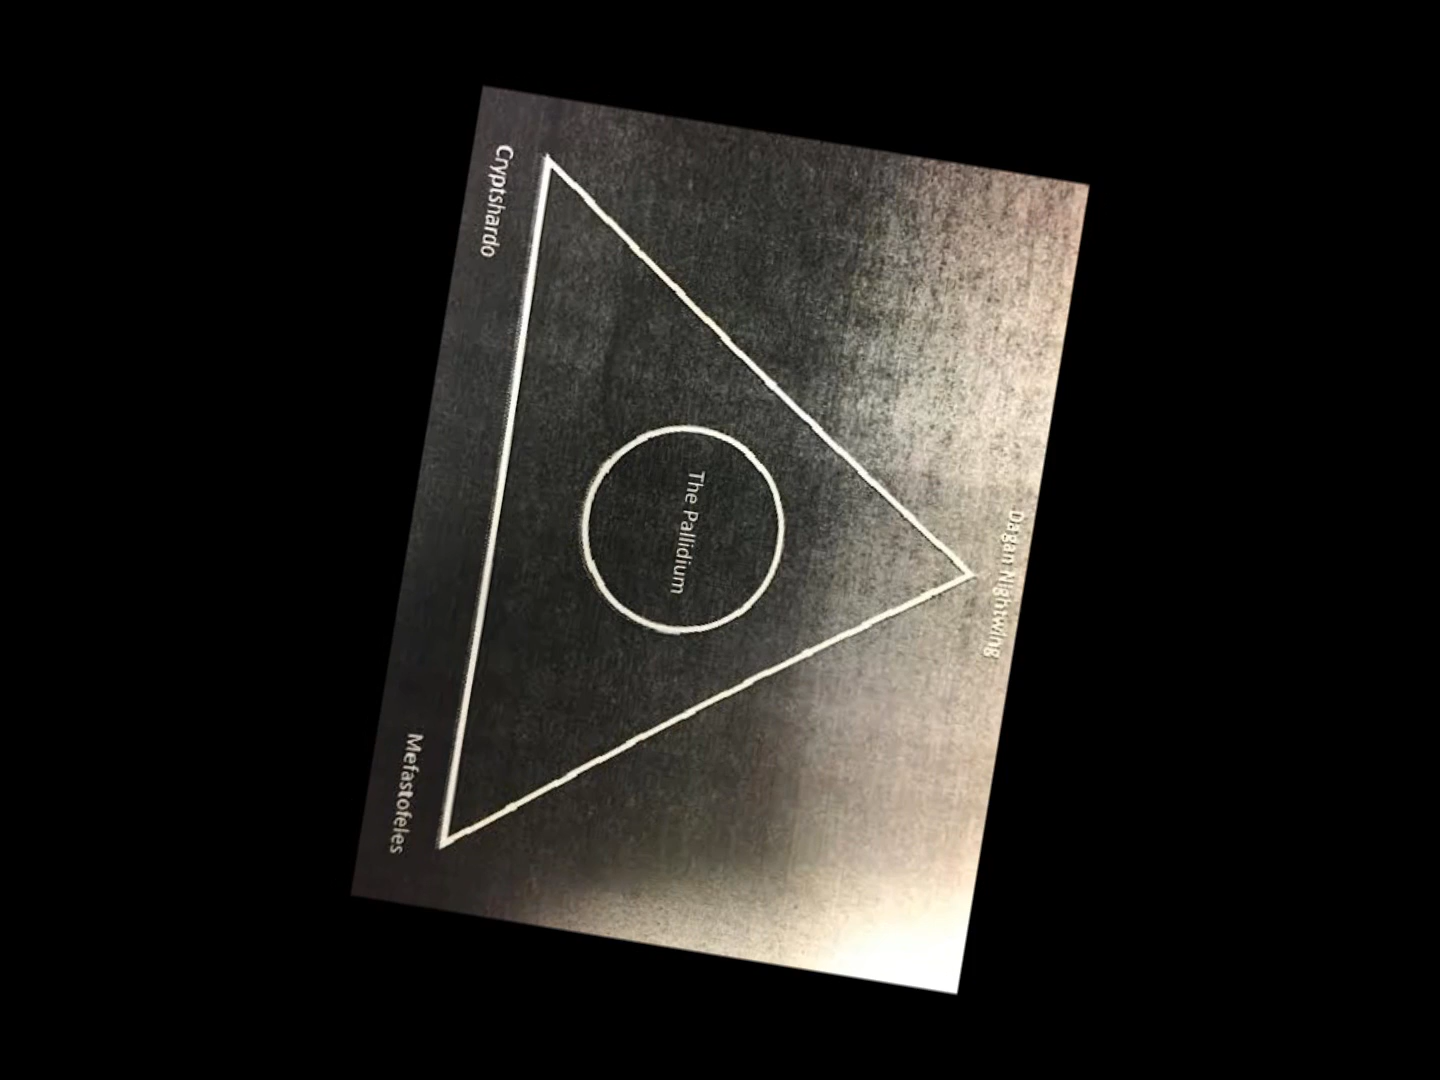 Dagan Nightwing
The Pallidium
Cryptshardo
Mefastofeles